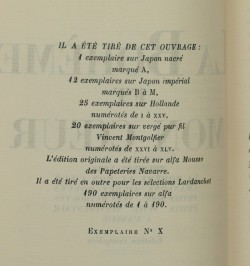 IL A ÉTÉ TIRÉ DE CET OUVRAGE :
1 exemplaire sur Japon nacré
marqué A,
12 exemplaires sur Japon impérial
marqués B à M,
25 exemplaires sur Hollande
numérotés de I à XXV,
20 exemplaires sur vergé pur fil
Vincent Montgolfier
numérotés de XXVI à XLV.
L'édition originale a été tirée sur alfa Mousse
des Papeteries Navarre.
Il a été tiré en outre pour les sélections Lardanchet
490 exemplaires sur alfa
numérotés de 1 à 490.
EXEMPLAIRE N° X